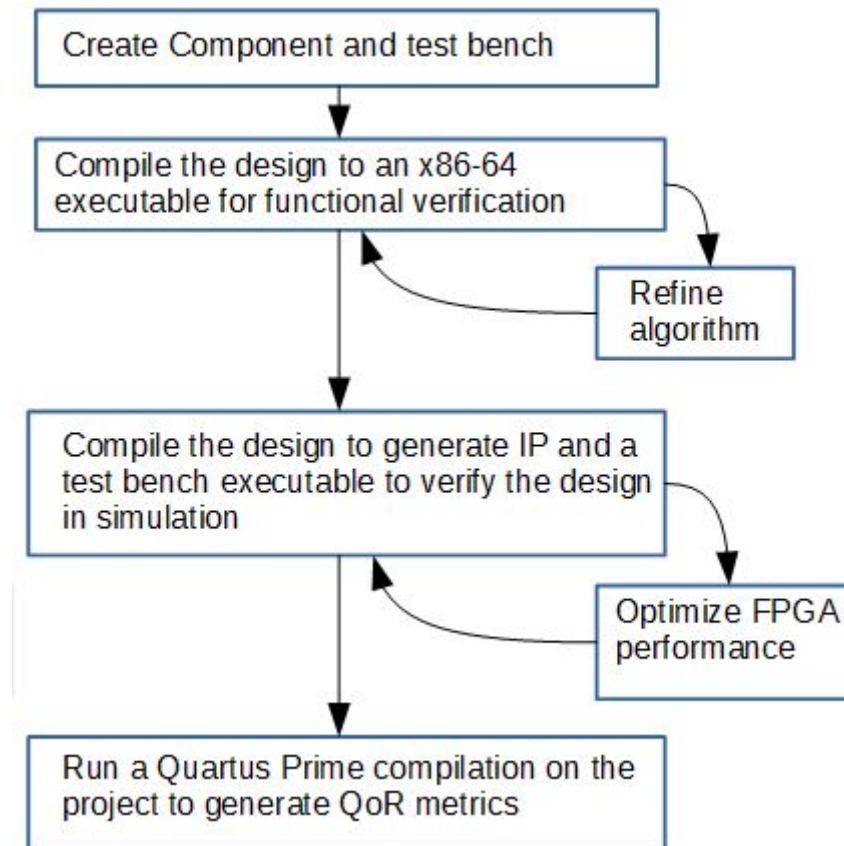 Create Component and test bench
Compile the design to an x86-64
executable for functional verification
Refine
algorithm
Compile the design to generate IP and a
test bench executable to verify the design
in simulation
Optimize FPGA
performance
Run a Quartus Prime compilation on the
project to generate QoR metrics